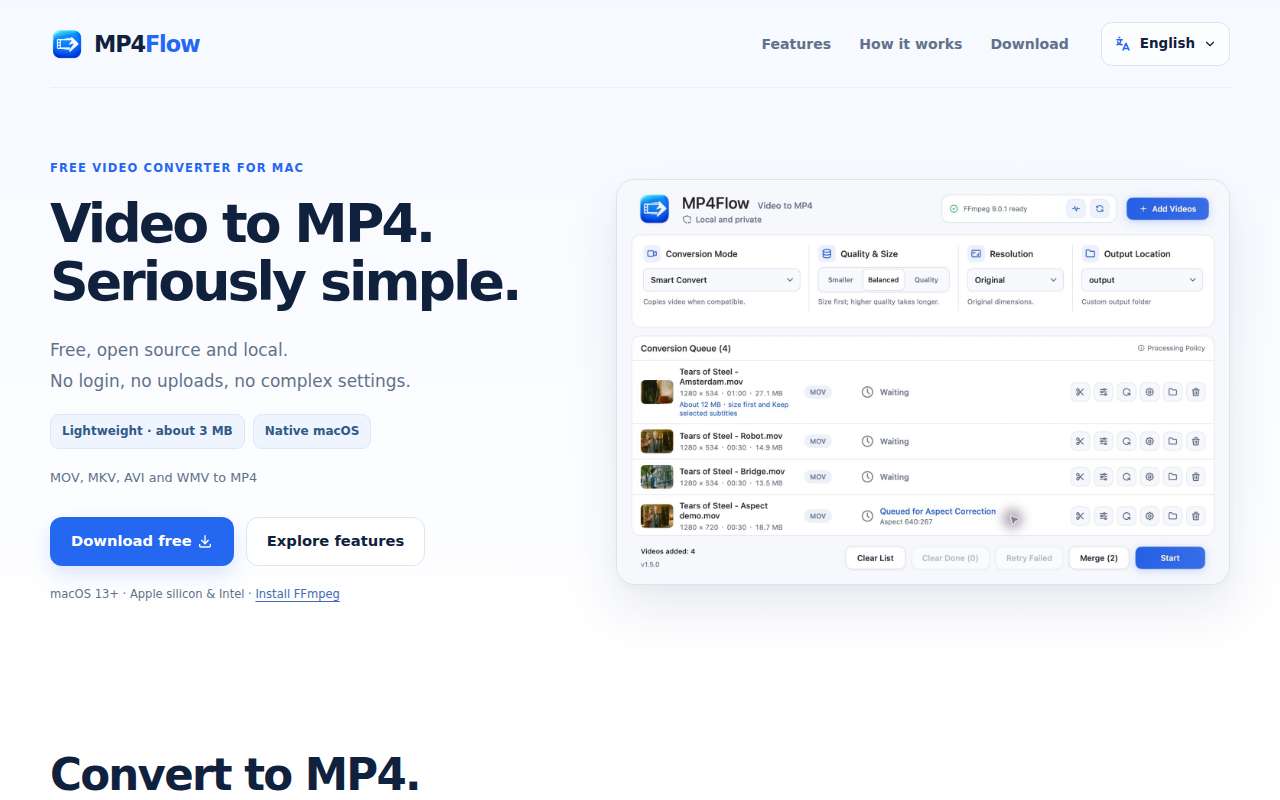 MP4Flow
Features
How it works
Download
English
FREE VIDEO CONVERTER FOR MAC
Video to MP4.
Seriously simple.
Free, open source and local.
No login, no uploads, no complex settings.
Lightweight · about 3 MB
Native macOS
MOV, MKV, AVI and WMV to MP4
Download free
Explore features
macOS 13+ · Apple silicon & Intel · Install FFmpeg
MP4Flow Video to MP4
Local and private
FFmpeg 8.0.1 ready
+ Add Videos
Conversion Mode
Smart Convert
Copies video when compatible.
Quality & Size
Smaller Balanced Quality
Size first; higher quality takes longer.
Resolution
Original
Original dimensions.
Output Location
output
Custom output folder
Conversion Queue (4)
Processing Policy
Tears of Steel -
Amsterdam.mov
1280 × 534 · 01:00 · 27.1 MB
About 12 MB · size first and Keep
selected subtitles
MOV
Waiting
Tears of Steel - Robot.mov
1280 × 534 · 00:30 · 14.9 MB
MOV
Waiting
Tears of Steel - Bridge.mov
1280 × 534 · 00:30 · 13.5 MB
MOV
Waiting
Tears of Steel - Aspect
demo.mov
1280 × 720 · 00:30 · 18.7 MB
MOV
Queued for Aspect Correction
Aspect 640:267
Videos added: 4
v1.5.0
Clear List
Clear Done (0)
Retry Failed
Merge (2)
Start
Convert to MP4.